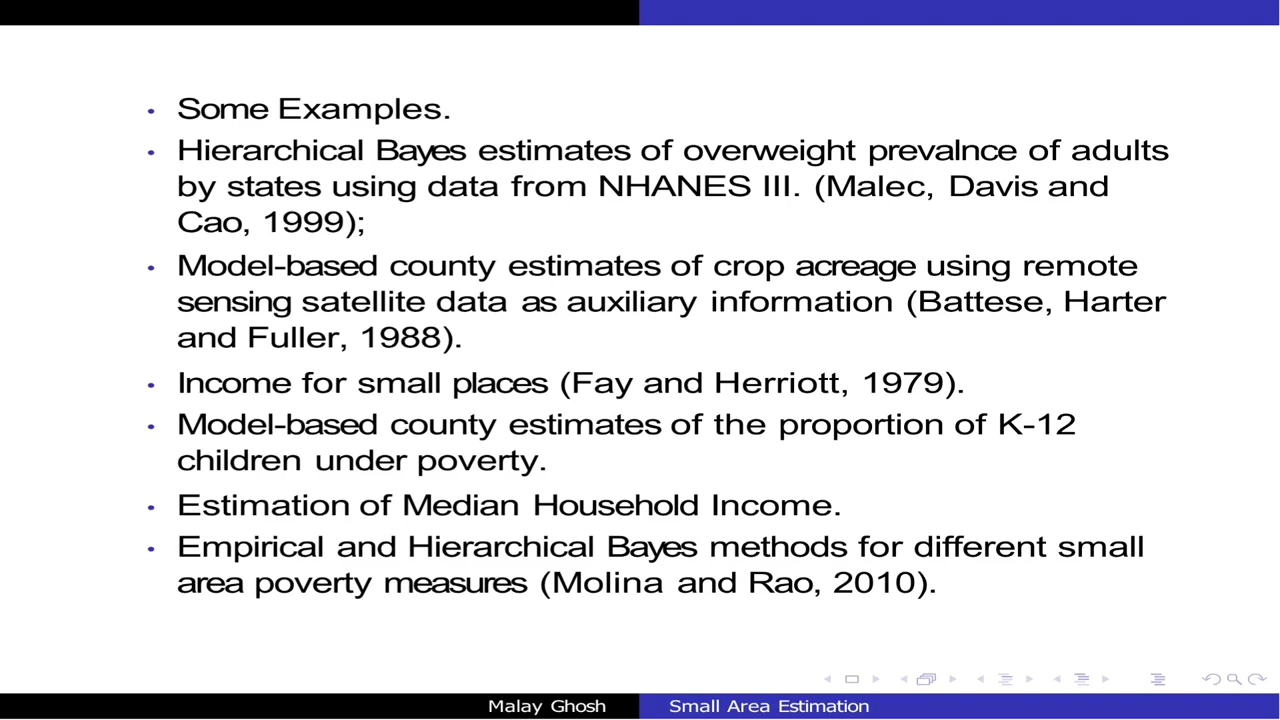 • Some Examples.
• Hierarchical Bayes estimates of overweight prevalnce of adults
by states using data from NHANES III. (Malec, Davis and
Cao, 1999);
• Model-based county estimates of crop acreage using remote
sensing satellite data as auxiliary information (Battese, Harter
and Fuller, 1988).
• Income for small places (Fay and Herriott, 1979).
• Model-based county estimates of the proportion of K-12
children under poverty.
• Estimation of Median Household Income.
• Empirical and Hierarchical Bayes methods for different small
area poverty measures (Molina and Rao, 2010).
Malay Ghosh Small Area Estimation